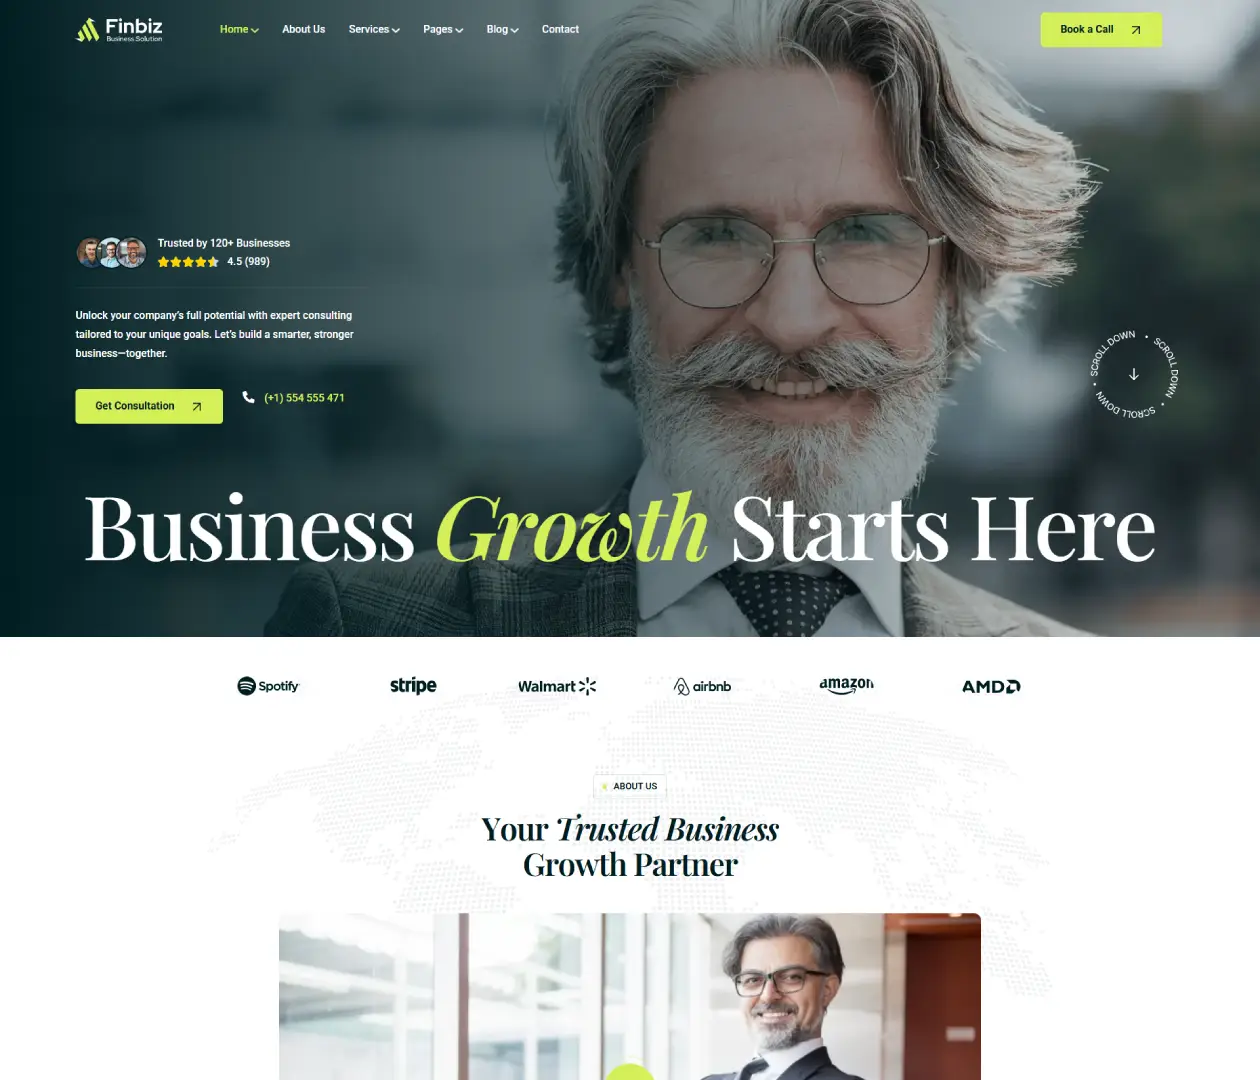 Finbiz
Business Solution
Home
About Us
Services
Pages
Blog
Contact
Book a Call
Trusted by 120+ Businesses
4.5 (989)
Unlock your company’s full potential with expert consulting
tailored to your unique goals. Let’s build a smarter, stronger
business—together.
Get Consultation
(+1) 554 555 471
SCROLL DOWN • SCROLL DOWN • SCROLL DOWN •
Business Growth Starts Here
Spotify
stripe
Walmart
airbnb
amazon
AMD
ABOUT US
Your Trusted Business
Growth Partner